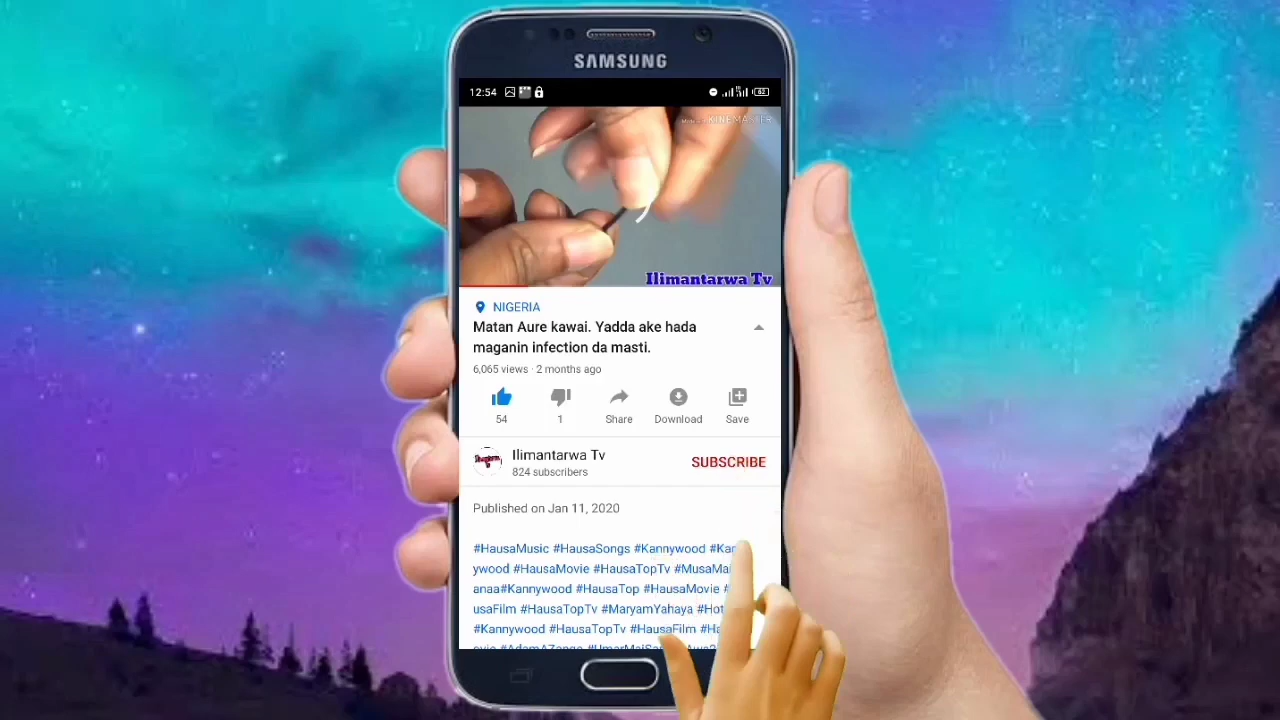 SAMSUNG
12:54
62
KINEMASTER
Ilimantarwa Tv
NIGERIA
Matan Aure kawai. Yadda ake hada
maganin infection da masti.
6,065 views · 2 months ago
54
1
Share
Download
Save
Ilimantarwa Tv
824 subscribers
SUBSCRIBE
Published on Jan 11, 2020
#HausaMusic #HausaSongs #Kannywood
ywood #HausaMovie #HausaTopTv
anaa#Kannywood #HausaTop #HausaMovie
usaFilm #HausaTopTv #MaryamYahaya
#Kannywood #HausaTopTv #HausaFilm